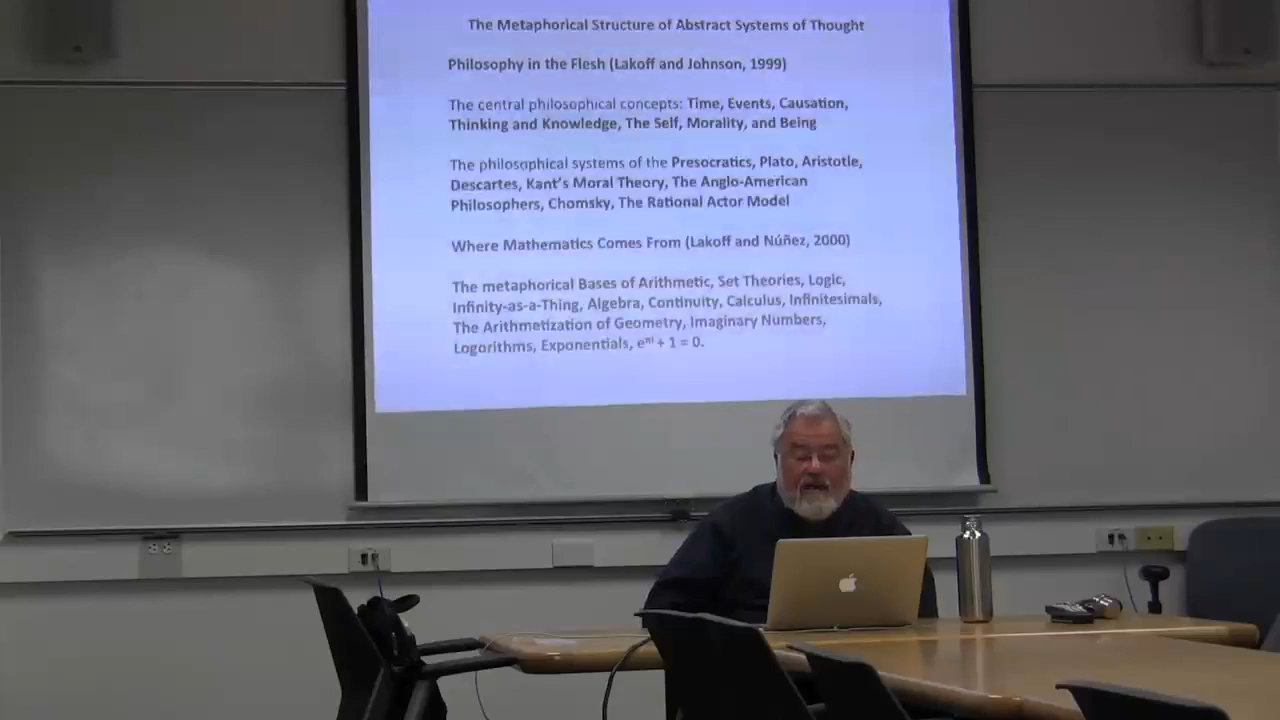 The Metaphorical Structure of Abstract Systems of Thought
Philosophy in the Flesh (Lakoff and Johnson, 1999)
The central philosophical concepts: Time, Events, Causation,
Thinking and Knowledge, The Self, Morality, and Being
The philosophical systems of the Presocratics, Plato, Aristotle,
Descartes, Kant's Moral Theory, The Anglo-American
Philosophers, Chomsky, The Rational Actor Model
Where Mathematics Comes From (Lakoff and Núñez, 2000)
The metaphorical Bases of Arithmetic, Set Theories, Logic,
Infinity-as-a-Thing, Algebra, Continuity, Calculus, Infinitesimals,
The Arithmetization of Geometry, Imaginary Numbers,
Logorithms, Exponentials, eπi + 1 = 0.